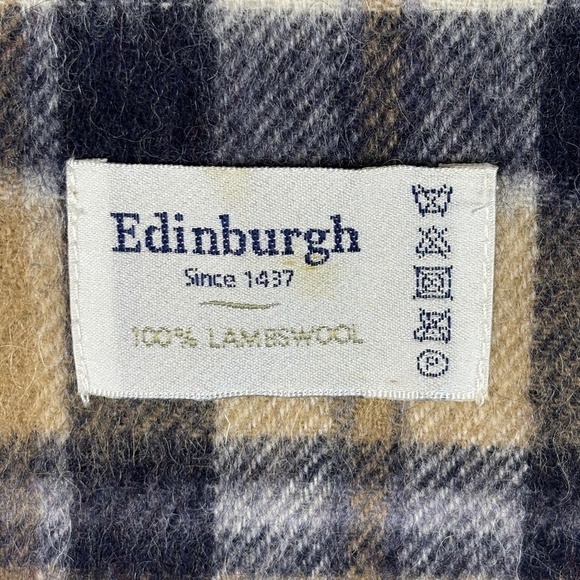 Edinburgh
Since 1437
100% LAMBSWOOL
P